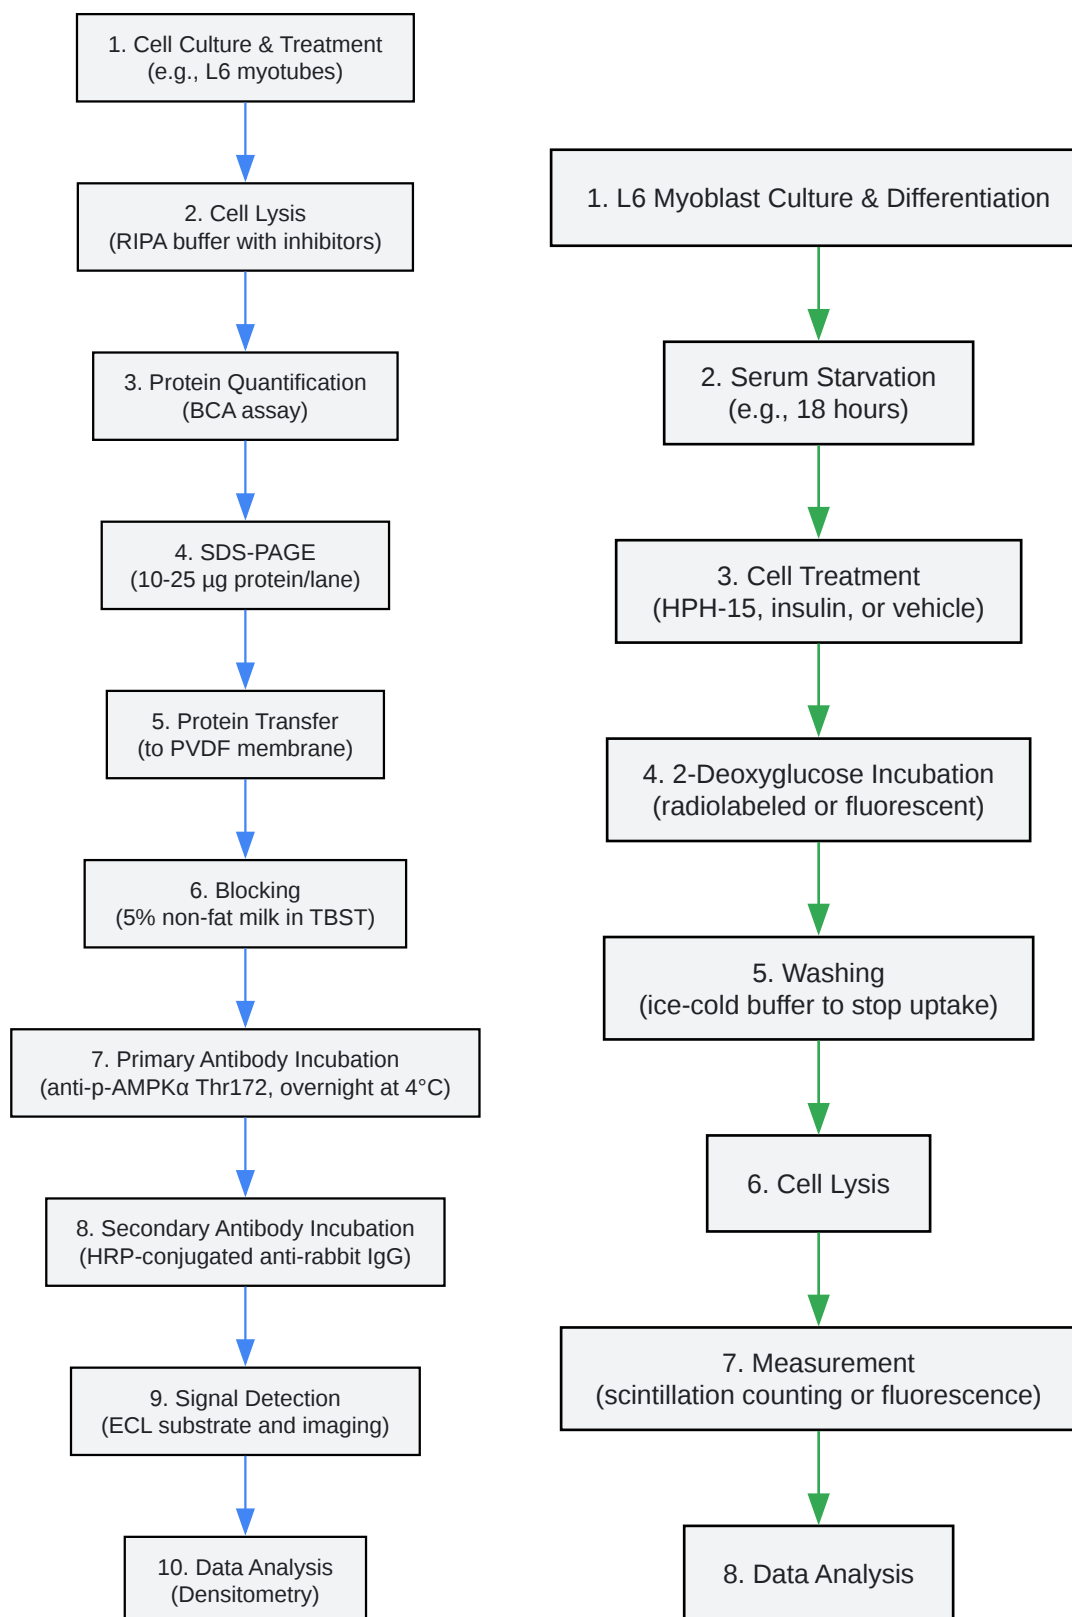 1. Cell Culture & Treatment
(e.g., L6 myotubes)
2. Cell Lysis
(RIPA buffer with inhibitors)
3. Protein Quantification
(BCA assay)
4. SDS-PAGE
(10-25 µg protein/lane)
5. Protein Transfer
(to PVDF membrane)
6. Blocking
(5% non-fat milk in TBST)
7. Primary Antibody Incubation
(anti-p-AMPKα Thr172, overnight at 4°C)
8. Secondary Antibody Incubation
(HRP-conjugated anti-rabbit IgG)
9. Signal Detection
(ECL substrate and imaging)
10. Data Analysis
(Densitometry)
1. L6 Myoblast Culture & Differentiation
2. Serum Starvation
(e.g., 18 hours)
3. Cell Treatment
(HPH-15, insulin, or vehicle)
4. 2-Deoxyglucose Incubation
(radiolabeled or fluorescent)
5. Washing
(ice-cold buffer to stop uptake)
6. Cell Lysis
7. Measurement
(scintillation counting or fluorescence)
8. Data Analysis